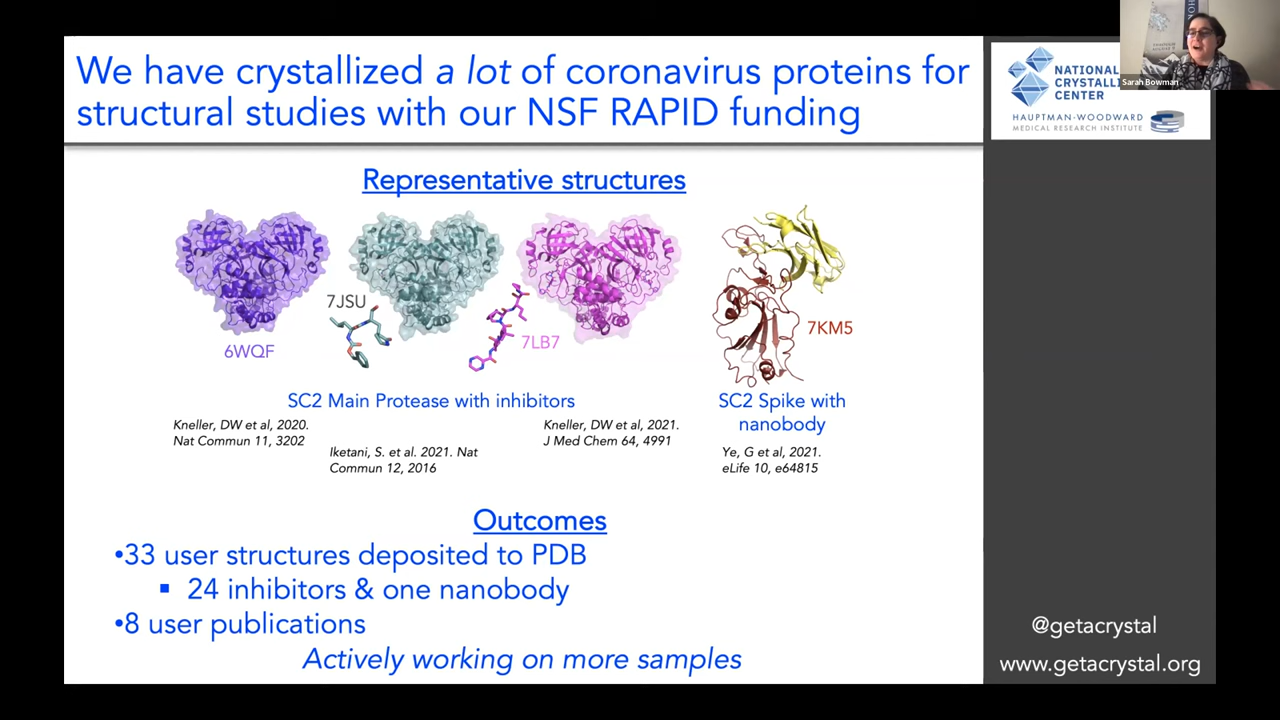 We have crystallized a lot of coronavirus proteins for
structural studies with our NSF RAPID funding
NATIONAL
CRYSTALLI
CENTER
HAUPTMAN-WOODWARD
MEDICAL RESEARCH INSTITUTE
Sarah Bowman
Representative structures
6WQF
7JSU
7LB7
7KM5
SC2 Main Protease with inhibitors
SC2 Spike with
nanobody
Kneller, DW et al, 2020.
Nat Commun 11, 3202
Iketani, S. et al. 2021. Nat
Commun 12, 2016
Kneller, DW et al, 2021.
J Med Chem 64, 4991
Ye, G et al, 2021.
eLife 10, e64815
Outcomes
•33 user structures deposited to PDB
▪ 24 inhibitors & one nanobody
•8 user publications
Actively working on more samples
@getacrystal
www.getacrystal.org